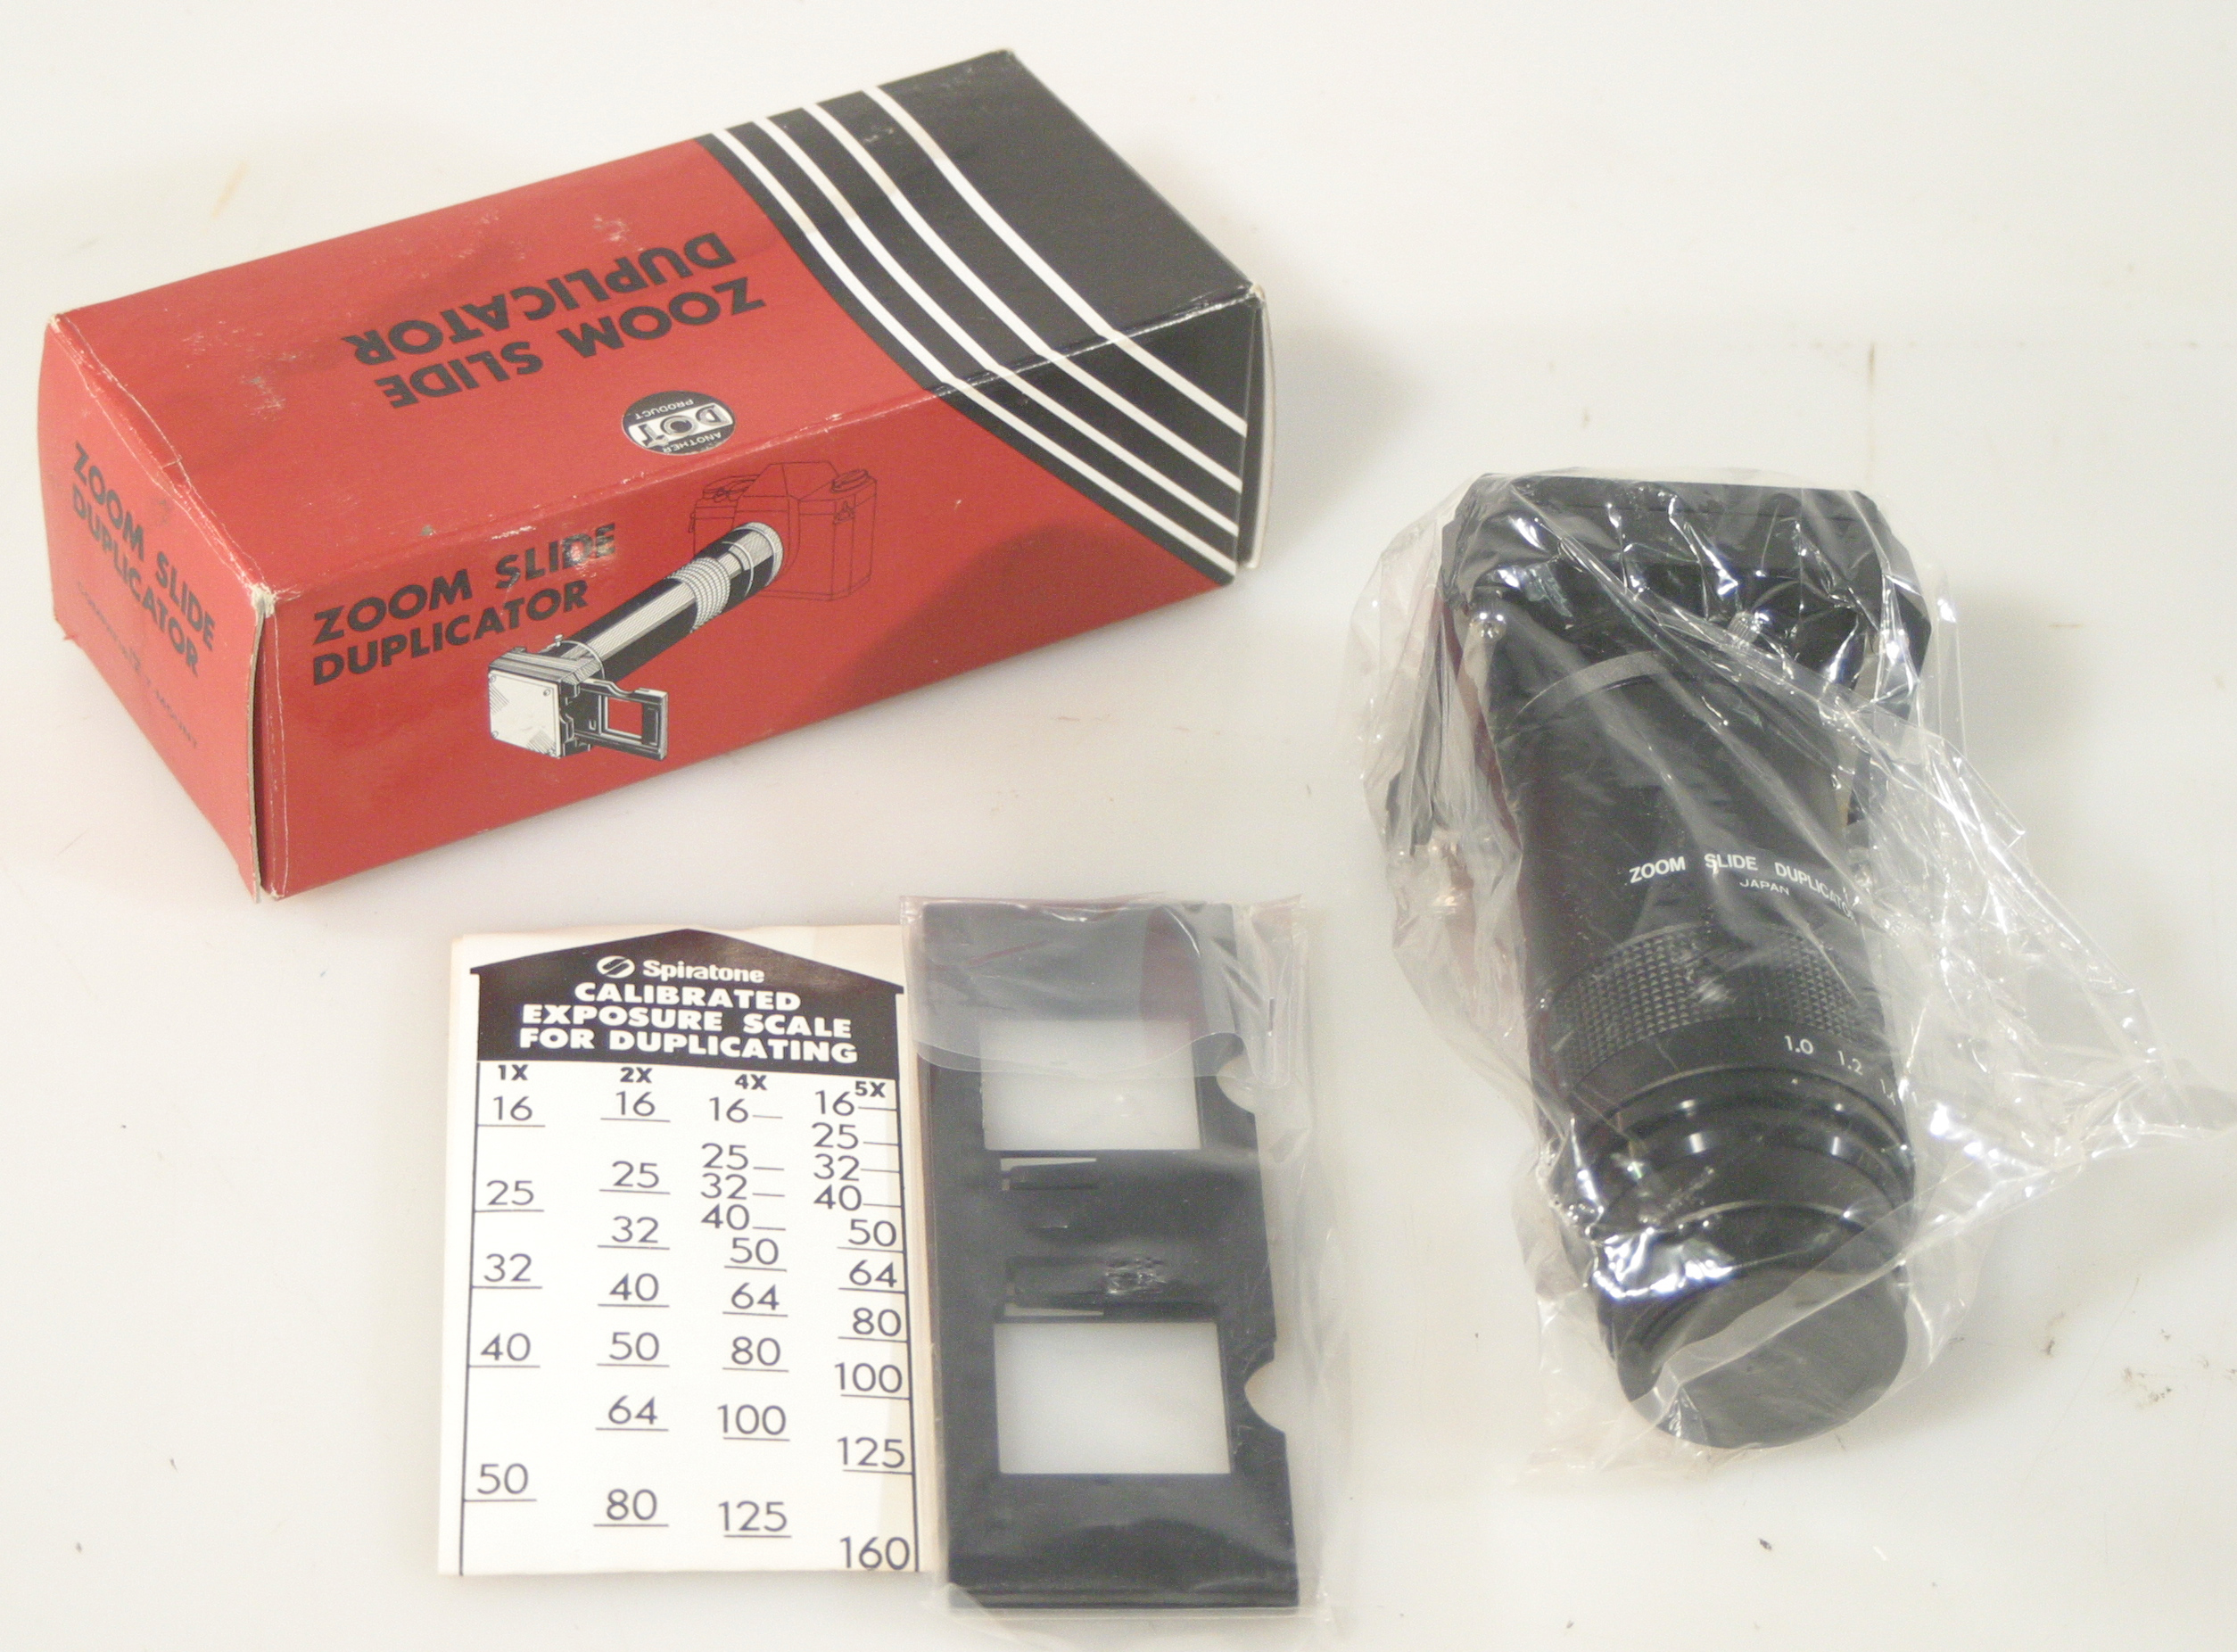 ZOOM SLIDE
DUPLICATOR
ANOTHER
DOT
PRODUCT
ZOOM SLIDE
DUPLICATOR
ZOOM SLIDE
DUPLICATOR
MOUNT
Spiratone
CALIBRATED
EXPOSURE SCALE
FOR DUPLICATING
1X 2X 4X 5X
16 16 16 16
25
25 25 32
25 32 40
32 40 50
32 40 50 64
64 80
40 50 80 100
64 100 125
50 80 125
160
ZOOM SLIDE DUPLICATOR
JAPAN
1.0 1.2